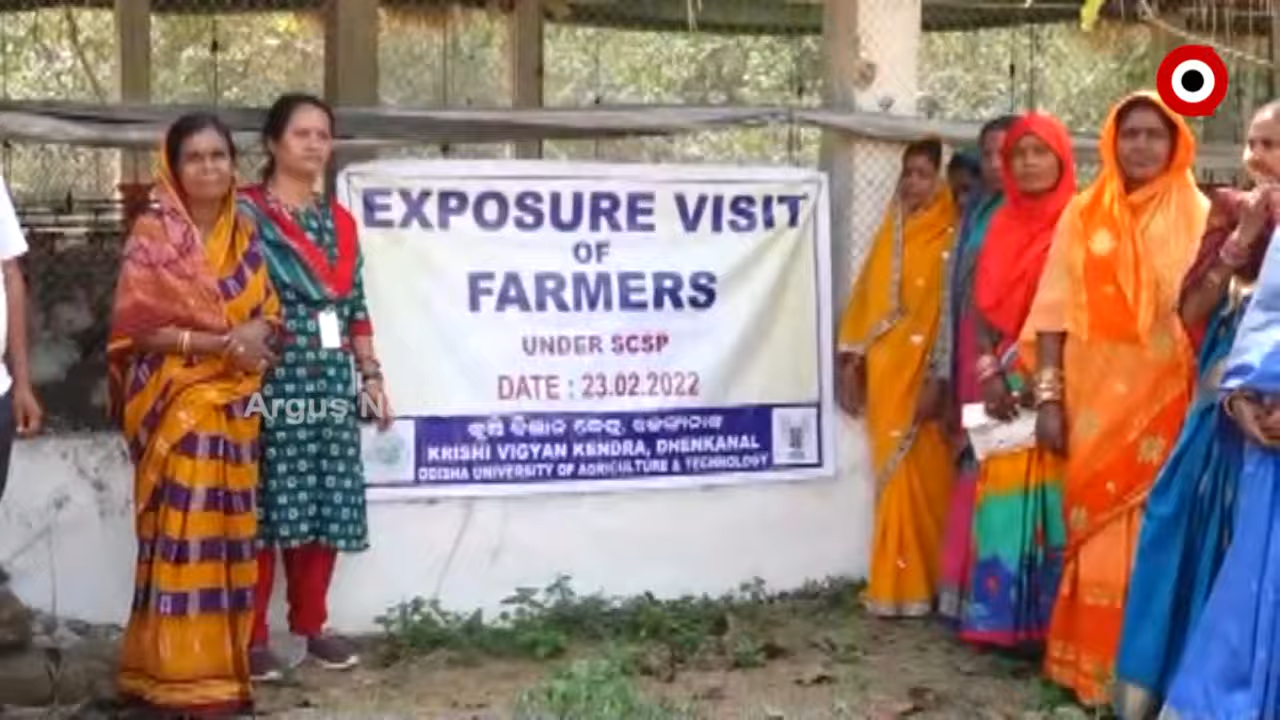 EXPOSURE VISIT
OF
FARMERS
UNDER SCSP
DATE : 23.02.2022
Argus N
କୃଷି ବିଜ୍ଞାନ କେନ୍ଦ୍ର,
KRISHI VIGYAN KENDRA, DHENKANAL
ODISHA UNIVERSITY OF AGRICULTURE & TECHNOLOGY